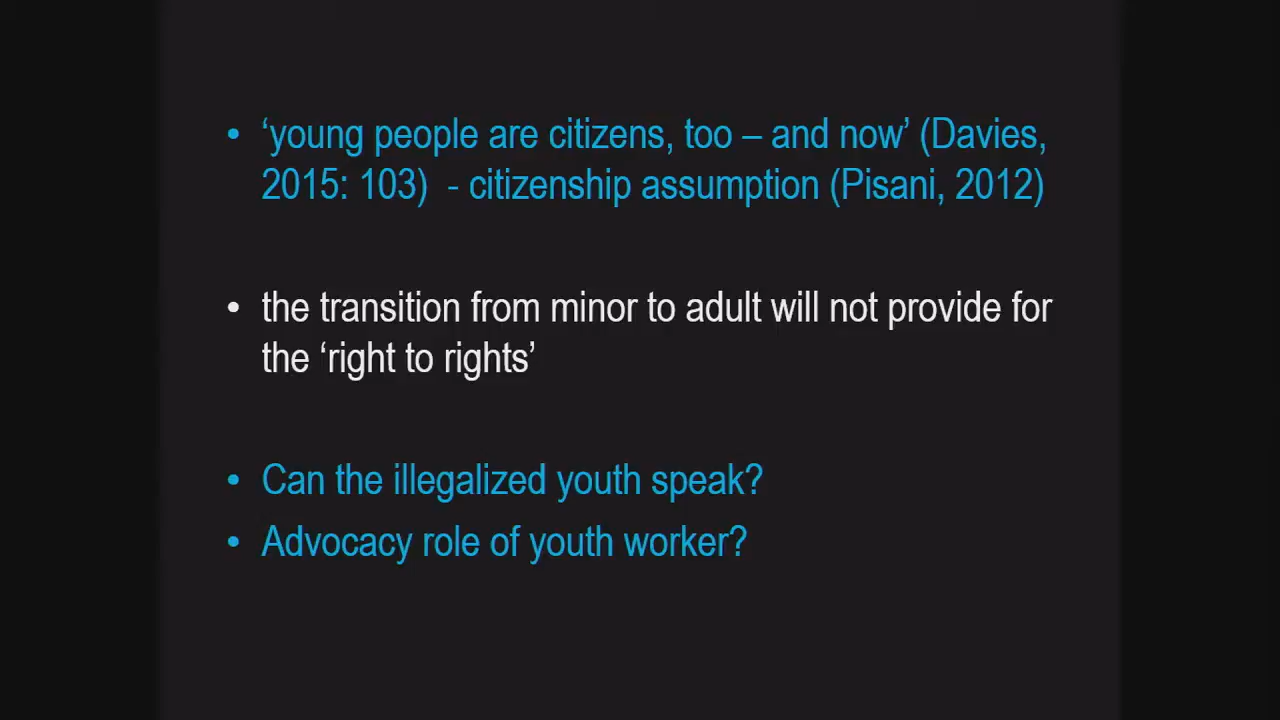 • ‘young people are citizens, too – and now’ (Davies,
2015: 103)  - citizenship assumption (Pisani, 2012)
• the transition from minor to adult will not provide for
the ‘right to rights’
• Can the illegalized youth speak?
• Advocacy role of youth worker?